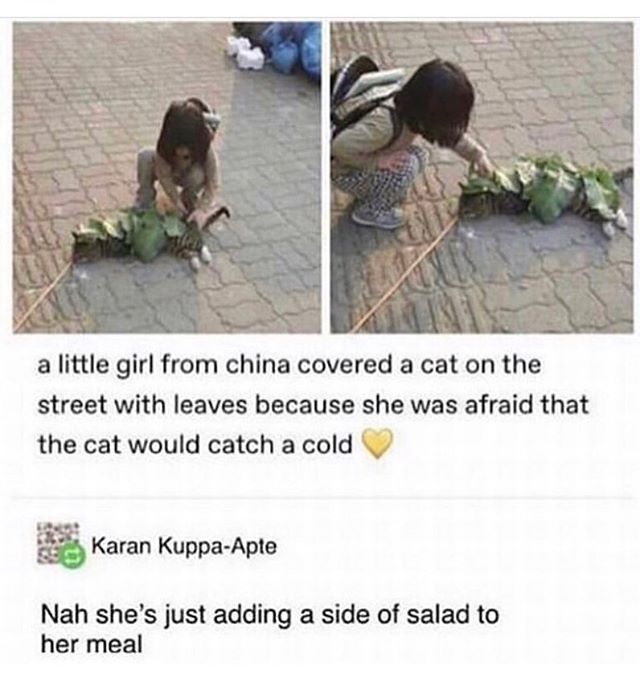 a little girl from china covered a cat on the
street with leaves because she was afraid that
the cat would catch a cold 💛
Karan Kuppa-Apte
Nah she's just adding a side of salad to
her meal